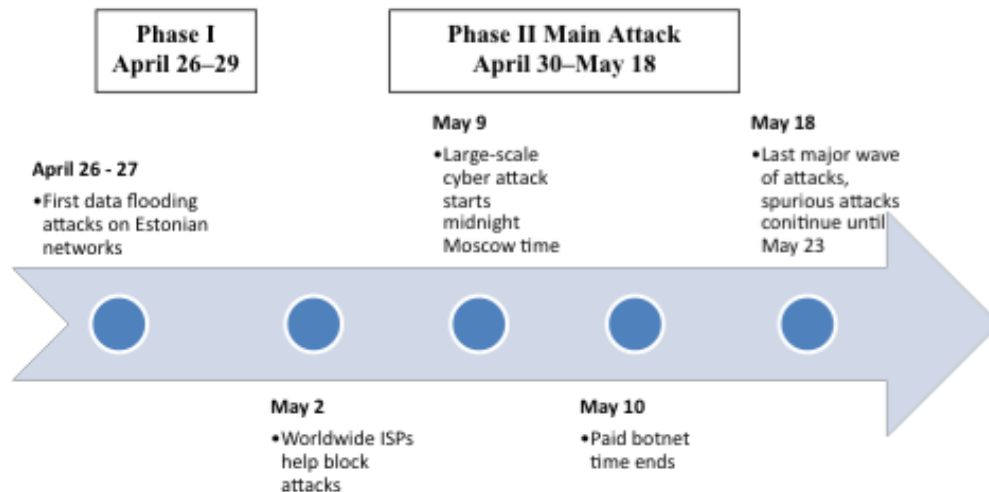 Phase I
April 26–29
Phase II Main Attack
April 30–May 18
April 26 - 27
•First data flooding
attacks on Estonian
networks
May 2
•Worldwide ISPs
help block
attacks
May 9
•Large-scale
cyber attack
starts
midnight
Moscow time
May 10
•Paid botnet
time ends
May 18
•Last major wave
of attacks,
spurious attacks
conitinue until
May 23